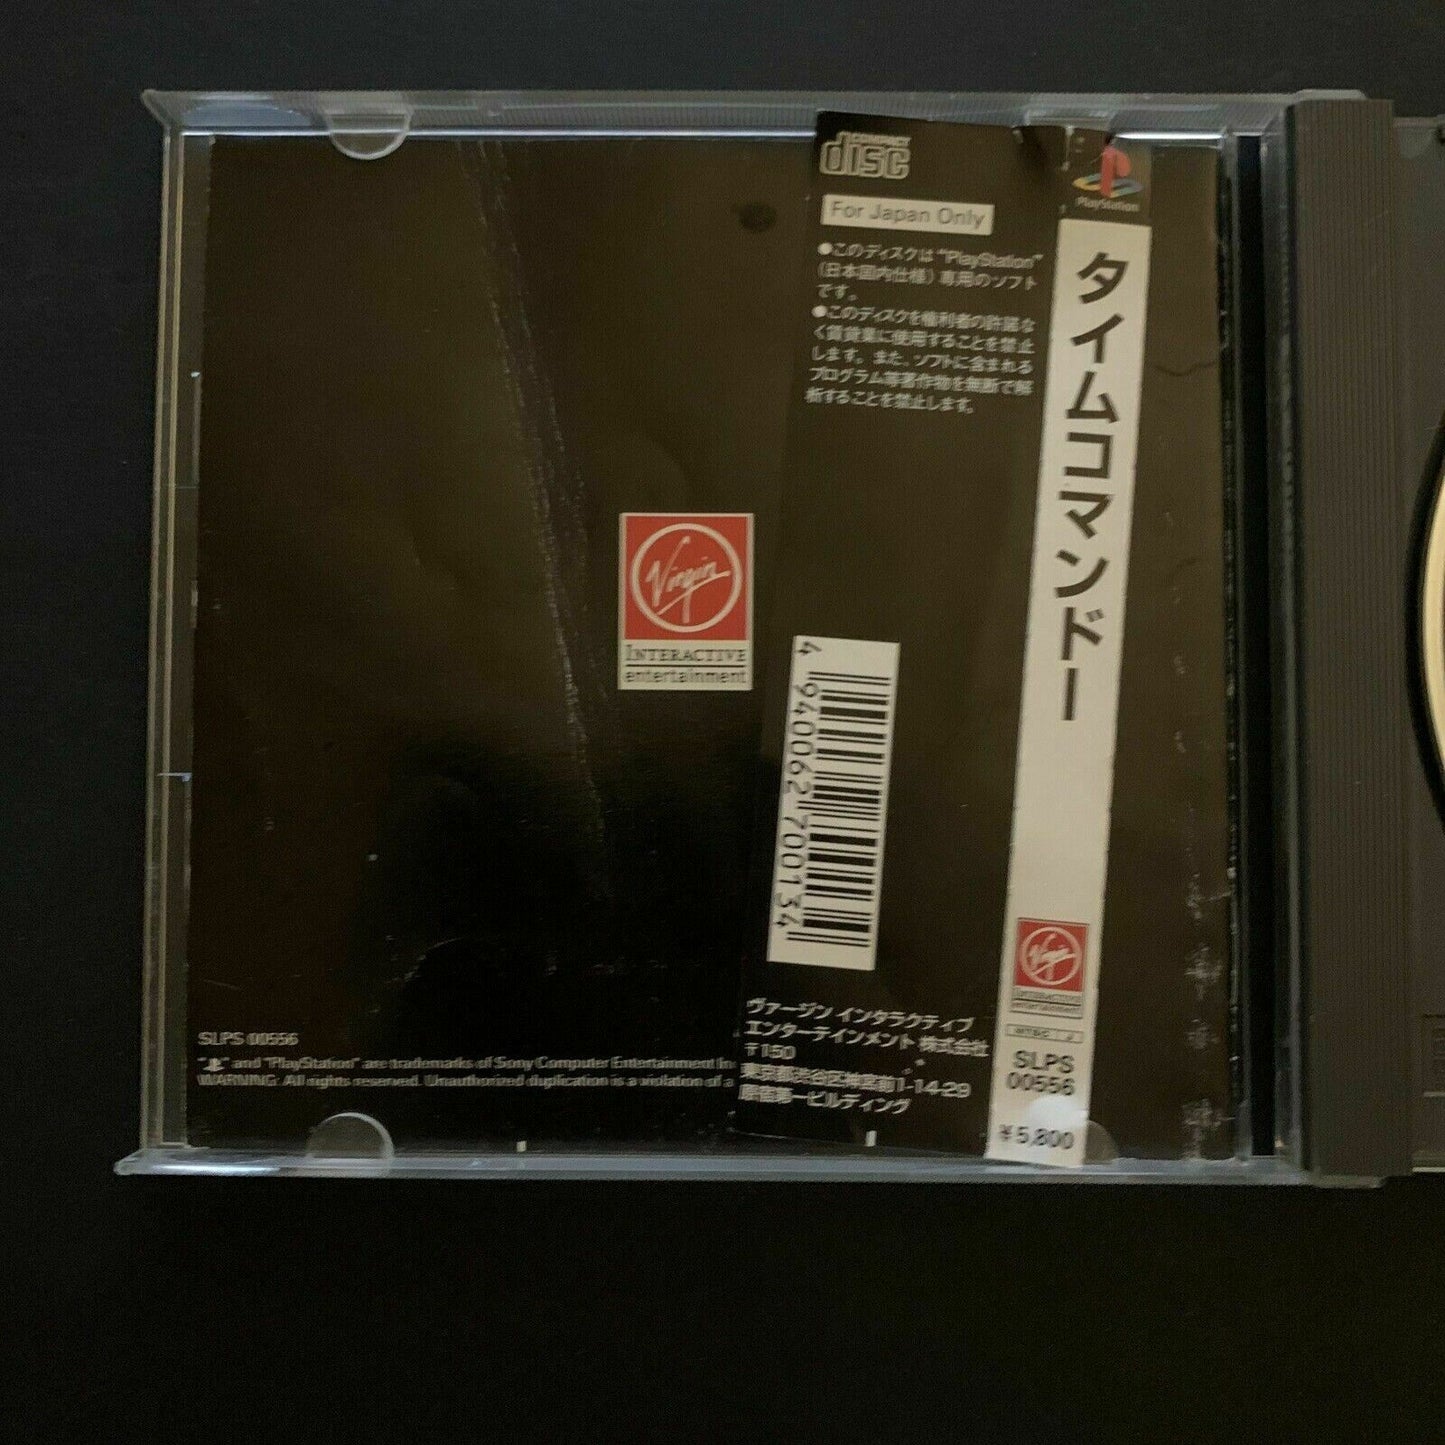 COMPACT
disc
For Japan Only
●このディスクは"PlayStation"
(日本国内仕様)専用のソフト
です。
●このディスクを権利者の許諾な
く賃貸業に使用することを禁止
します。また、ソフトに含まれる
プログラム等著作物を無断で解
析することを禁止します。
PlayStation
タイムコマンドー
Virgin
INTERACTIVE
entertainment
4 940062 700134
Virgin
INTERACTIVE
entertainment
SLPS
00556
¥5,800
ヴァージン インタラクティブ
エンターテインメント 株式会社
〒150
東京都渋谷区神宮前1-14-29
原宿第一ビルディング
SLPS 00556
" " and "PlayStation" are trademarks of Sony Computer Entertainment In
WARNING: All rights reserved. Unauthorized duplication is a violation of a